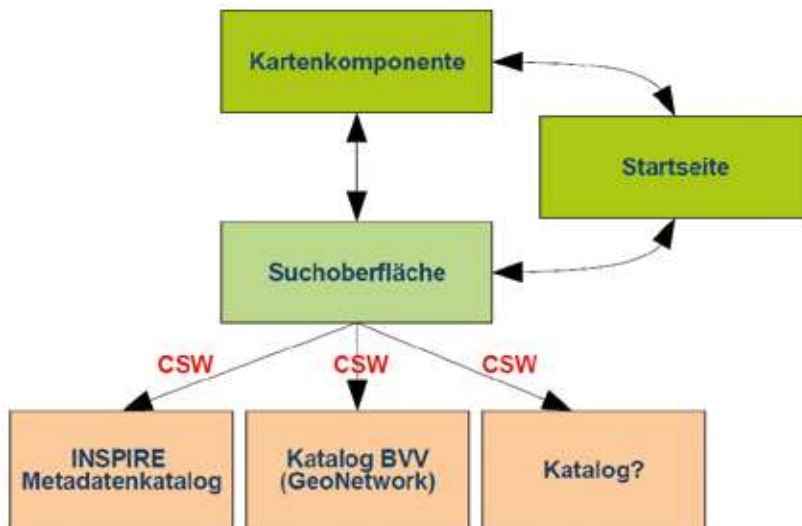 Kartenkomponente
Startseite
Suchoberfläche
CSW
CSW
CSW
INSPIRE
Metadatenkatalog
Katalog BVV
(GeoNetwork)
Katalog?